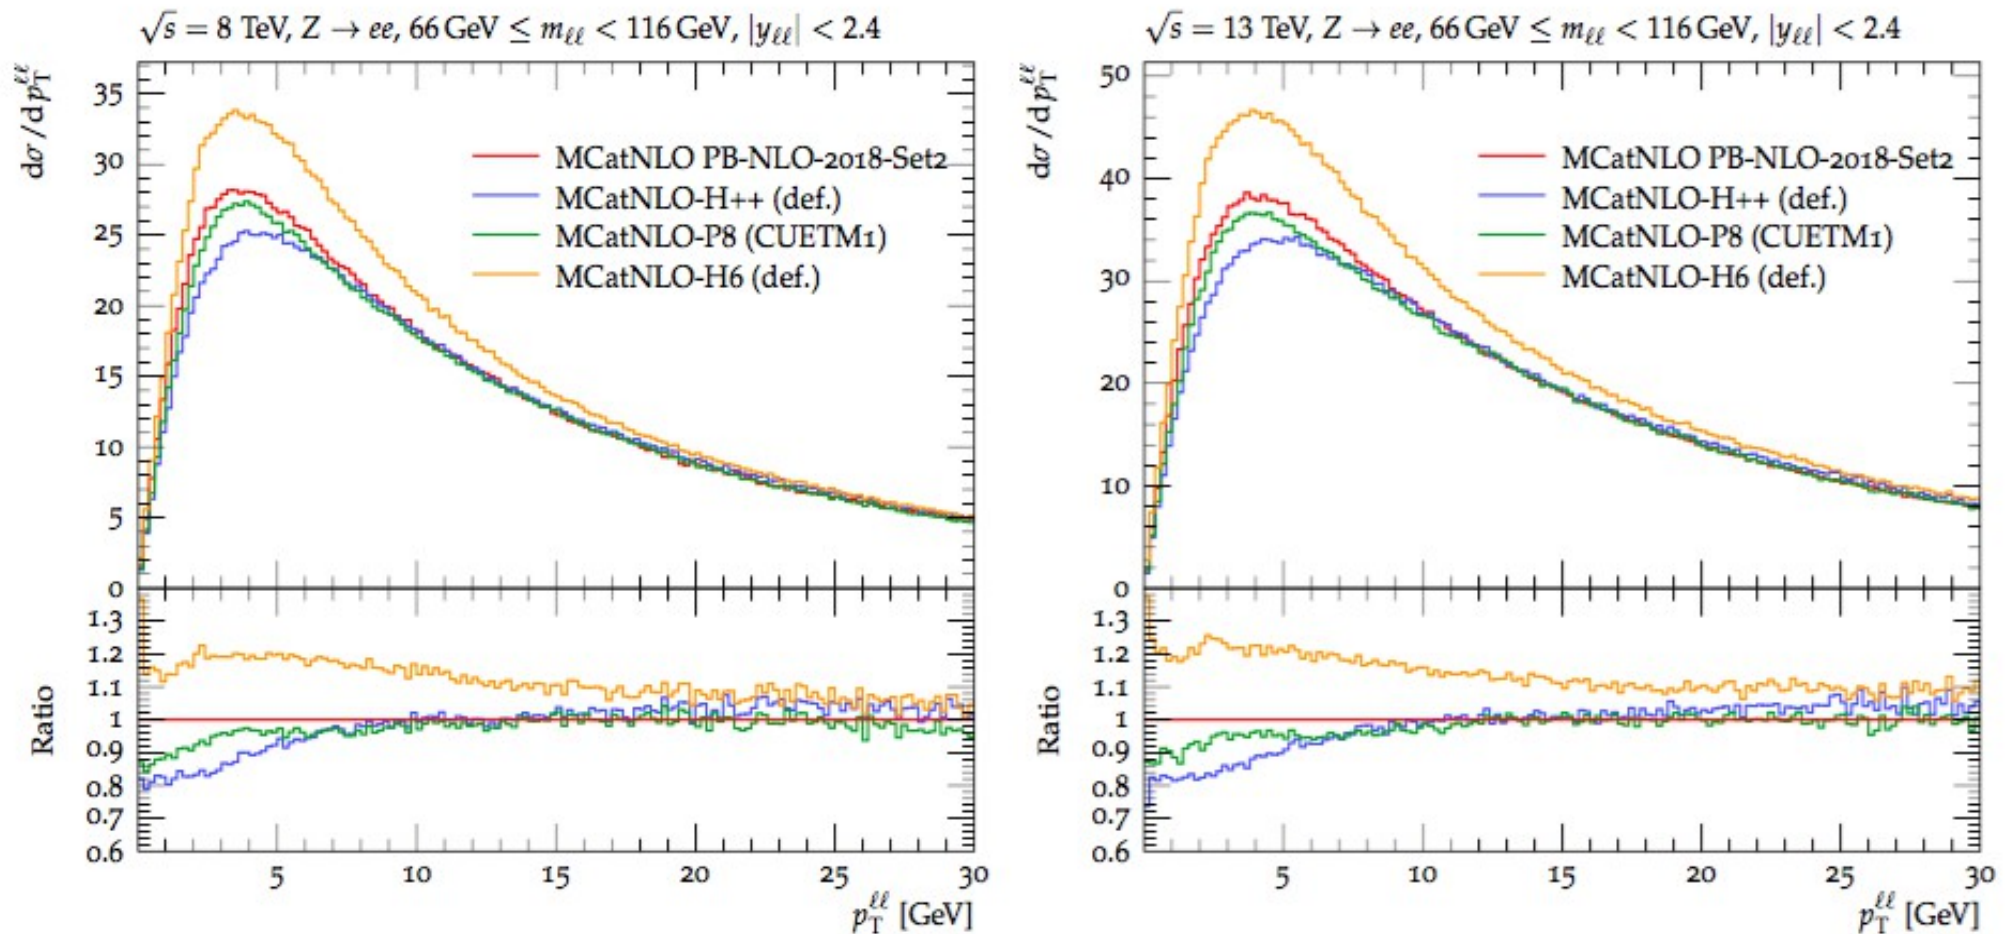 √s = 8 TeV, Z → ee, 66 GeV ≤ mℓℓ < 116 GeV, |yℓℓ| < 2.4
dσ/dpTℓℓ
35
30
25
20
15
10
5
0
MCatNLO PB-NLO-2018-Set2
MCatNLO-H++ (def.)
MCatNLO-P8 (CUETM1)
MCatNLO-H6 (def.)
Ratio
1.3
1.2
1.1
1
0.9
0.8
0.7
0.6
5 10 15 20 25 30
pTℓℓ [GeV]
√s = 13 TeV, Z → ee, 66 GeV ≤ mℓℓ < 116 GeV, |yℓℓ| < 2.4
dσ/dpTℓℓ
50
40
30
20
10
0
MCatNLO PB-NLO-2018-Set2
MCatNLO-H++ (def.)
MCatNLO-P8 (CUETM1)
MCatNLO-H6 (def.)
Ratio
1.3
1.2
1.1
1
0.9
0.8
0.7
0.6
5 10 15 20 25 30
pTℓℓ [GeV]